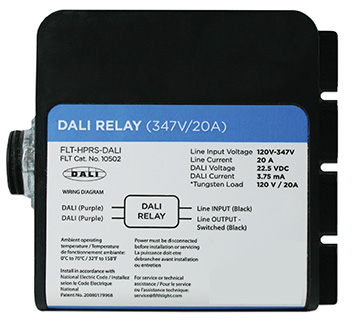 DALI RELAY (347V/20A)
FLT-HPRS-DALI
FLT Cat. No. 10502
DALI
WIRING DIAGRAM
Line Input Voltage 120V-347V
Line Current 20 A
DALI Voltage 22.5 VDC
DALI Current 3.75 mA
*Tungsten Load 120 V / 20A
DALI (Purple)
DALI (Purple)
DALI
RELAY
Line INPUT (Black)
Line OUTPUT -
Switched (Black)
Ambient operating
temperature / Temperature
de fonctionnement ambiante:
0°C to 70°C / 32°F to 158°F
Install in accordance with
National Electric Code / Installez
selon le Code Electrique
National
Patent No. 20080179968
Power must be disconnected
before installation or servicing
La puissance doit etre
debranchee avant installation
ou entretien
For service or technical
assistance / Pour le service
ou l'assistance technique:
service@fifthlight.com